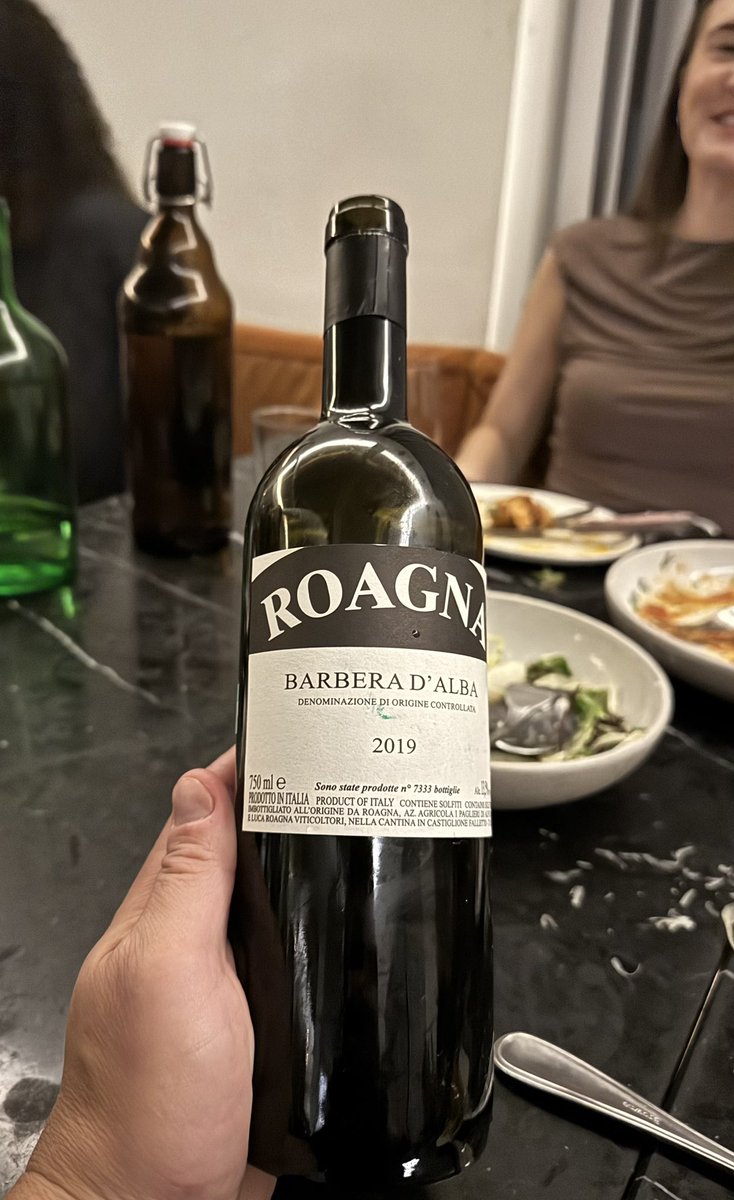 ROAGNA
BARBERA D'ALBA
DENOMINAZIONE DI ORIGINE CONTROLLATA
2019
750 ml e Sono state prodotte n° 7333 bottiglie Alc.
PRODOTTO IN ITALIA PRODUCT OF ITALY CONTIENE SOLFITI
IMBOTTIGLIATO ALL'ORIGINE DA ROAGNA, AZ. AGRICOLA I PAGLIERI DI
E LUCA ROAGNA VITICOLTORI, NELLA CANTINA IN CASTIGLIONE FALLETTO